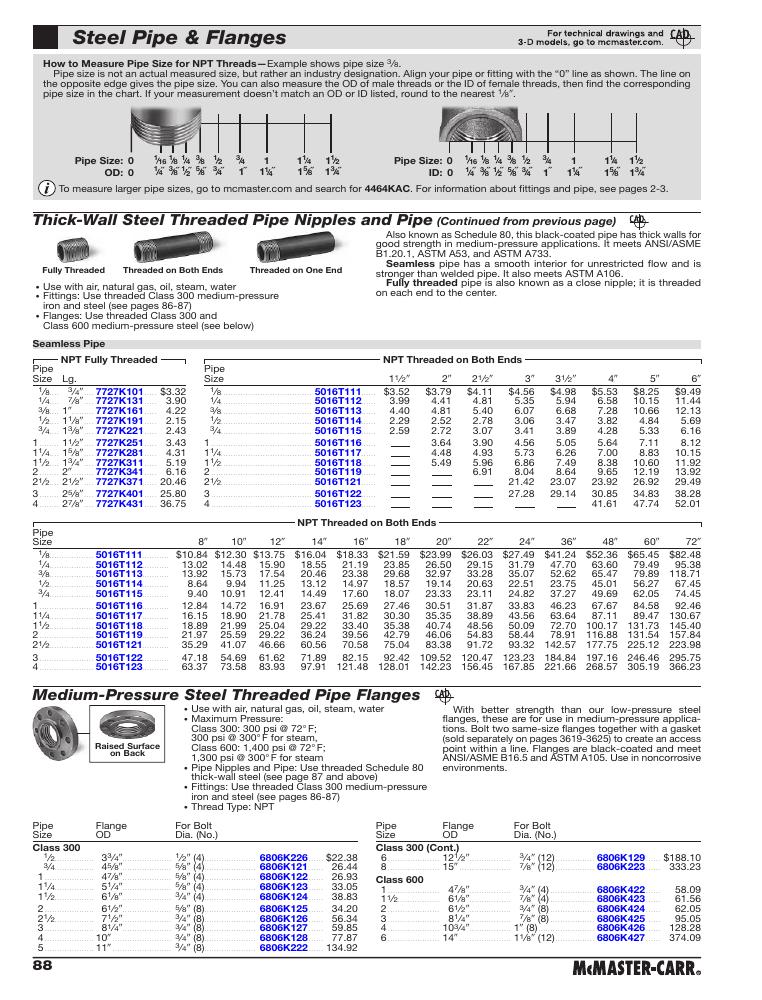 Steel Pipe & Flanges
For technical drawings and
3-D models, go to mcmaster.com.
CAD
How to Measure Pipe Size for NPT Threads—Example shows pipe size 3/8.
Pipe size is not an actual measured size, but rather an industry designation. Align your pipe or fitting with the "0" line as shown. The line on
the opposite edge gives the pipe size. You can also measure the OD of male threads or the ID of female threads, then find the corresponding
pipe size in the chart. If your measurement doesn't match an OD or ID listed, round to the nearest 1/8".
Pipe Size: 0 1/16 1/8 1/4 3/8 1/2 3/4 1 1 1/4 1 1/2
OD: 0 1/4" 3/8" 1/2" 5/8" 3/4" 1" 1 1/4" 1 5/8" 1 3/4"
Pipe Size: 0 1/16 1/8 1/4 3/8 1/2 3/4 1 1 1/4 1 1/2
ID: 0 1/4" 3/8" 1/2" 5/8" 3/4" 1" 1 1/4" 1 5/8" 1 3/4"
i To measure larger pipe sizes, go to mcmaster.com and search for 4464KAC. For information about fittings and pipe, see pages 2-3.
Thick-Wall Steel Threaded Pipe Nipples and Pipe (Continued from previous page) CAD
Fully Threaded Threaded on Both Ends Threaded on One End
• Use with air, natural gas, oil, steam, water
• Fittings: Use threaded Class 300 medium-pressure
iron and steel (see pages 86-87)
• Flanges: Use threaded Class 300 and
Class 600 medium-pressure steel (see below)
Also known as Schedule 80, this black-coated pipe has thick walls for
good strength in medium-pressure applications. It meets ANSI/ASME
B1.20.1, ASTM A53, and ASTM A733.
Seamless pipe has a smooth interior for unrestricted flow and is
stronger than welded pipe. It also meets ASTM A106.
Fully threaded pipe is also known as a close nipple; it is threaded
on each end to the center.
Seamless Pipe
NPT Fully Threaded
Pipe
Size Lg.
1/8 3/4" 7727K101 $3.32
1/4 7/8" 7727K131 3.90
3/8 1" 7727K161 4.22
1/2 1 1/8" 7727K191 2.15
3/4 1 3/8" 7727K221 2.43
1 1 1/2" 7727K251 3.43
1 1/4 1 5/8" 7727K281 4.31
1 1/2 1 3/4" 7727K311 5.19
2 2" 7727K341 6.16
2 1/2 2 1/2" 7727K371 20.46
3 2 5/8" 7727K401 25.80
4 2 7/8" 7727K431 36.75
NPT Threaded on Both Ends
Pipe
Size 1 1/2" 2" 2 1/2" 3" 3 1/2" 4" 5" 6"
1/8 5016T111 $3.52 $3.79 $4.11 $4.56 $4.98 $5.53 $8.25 $9.49
1/4 5016T112 3.99 4.41 4.81 5.35 5.94 6.58 10.15 11.44
3/8 5016T113 4.40 4.81 5.40 6.07 6.68 7.28 10.66 12.13
1/2 5016T114 2.29 2.52 2.78 3.06 3.47 3.82 4.84 5.69
3/4 5016T115 2.59 2.72 3.07 3.41 3.89 4.28 5.33 6.16
1 5016T116 — 3.64 3.90 4.56 5.05 5.64 7.11 8.12
1 1/4 5016T117 — 4.48 4.93 5.73 6.26 7.00 8.83 10.15
1 1/2 5016T118 — 5.49 5.96 6.86 7.49 8.38 10.60 11.92
2 5016T119 — — 6.91 8.04 8.64 9.65 12.19 13.92
2 1/2 5016T121 — — — 21.42 23.07 23.92 26.92 29.49
3 5016T122 — — — 27.28 29.14 30.85 34.83 38.28
4 5016T123 — — — — — 41.61 47.74 52.01
NPT Threaded on Both Ends
Pipe
Size 8" 10" 12" 14" 16" 18" 20" 22" 24" 36" 48" 60" 72"
1/8 5016T111 $10.84 $12.30 $13.75 $16.04 $18.33 $21.59 $23.99 $26.03 $27.49 $41.24 $52.36 $65.45 $82.48
1/4 5016T112 13.02 14.48 15.90 18.55 21.19 23.85 26.50 29.15 31.79 47.70 63.60 79.49 95.38
3/8 5016T113 13.92 15.73 17.54 20.46 23.38 29.68 32.97 33.28 35.07 52.62 65.47 79.89 118.71
1/2 5016T114 8.64 9.94 11.25 13.12 14.97 18.57 19.14 20.63 22.51 23.75 45.01 56.27 67.45
3/4 5016T115 9.40 10.91 12.41 14.49 17.60 18.07 23.33 23.11 24.82 37.27 49.69 62.05 74.45
1 5016T116 12.84 14.72 16.91 23.67 25.69 27.46 30.51 31.87 33.83 46.23 67.67 84.58 92.46
1 1/4 5016T117 16.15 18.90 21.78 25.41 31.82 30.30 35.35 38.89 43.56 63.64 87.11 89.47 130.67
1 1/2 5016T118 18.89 21.99 25.04 29.22 33.40 35.38 40.74 48.56 50.09 72.70 100.17 131.73 145.40
2 5016T119 21.97 25.59 29.22 36.24 39.56 42.79 46.06 54.83 58.44 78.91 116.88 131.54 157.84
2 1/2 5016T121 35.29 41.07 46.66 60.56 70.58 75.04 83.38 91.72 93.32 142.57 177.75 225.12 223.98
3 5016T122 47.18 54.69 61.62 71.89 82.15 92.42 109.52 120.47 123.23 184.84 197.16 246.46 295.75
4 5016T123 63.37 73.58 83.93 97.91 121.48 128.01 142.23 156.45 167.85 221.66 268.57 305.19 366.23
Medium-Pressure Steel Threaded Pipe Flanges CAD
Raised Surface
on Back
• Use with air, natural gas, oil, steam, water
• Maximum Pressure:
Class 300: 300 psi @ 72° F;
300 psi @ 300° F for steam,
Class 600: 1,400 psi @ 72° F;
1,300 psi @ 300° F for steam
• Pipe Nipples and Pipe: Use threaded Schedule 80
thick-wall steel (see page 87 and above)
• Fittings: Use threaded Class 300 medium-pressure
iron and steel (see pages 86-87)
• Thread Type: NPT
With better strength than our low-pressure steel
flanges, these are for use in medium-pressure applica-
tions. Bolt two same-size flanges together with a gasket
(sold separately on pages 3619-3625) to create an access
point within a line. Flanges are black-coated and meet
ANSI/ASME B16.5 and ASTM A105. Use in noncorrosive
environments.
Pipe Flange For Bolt
Size OD Dia. (No.)
Class 300
1/2 3 3/4" 1/2" (4) 6806K226 $22.38
3/4 4 5/8" 5/8" (4) 6806K121 26.44
1 4 7/8" 5/8" (4) 6806K122 26.93
1 1/4 5 1/4" 5/8" (4) 6806K123 33.05
1 1/2 6 1/8" 3/4" (4) 6806K124 38.83
2 6 1/2" 5/8" (8) 6806K125 34.20
2 1/2 7 1/2" 3/4" (8) 6806K126 56.34
3 8 1/4" 3/4" (8) 6806K127 59.85
4 10" 3/4" (8) 6806K128 77.87
5 11" 3/4" (8) 6806K222 134.92
Pipe Flange For Bolt
Size OD Dia. (No.)
Class 300 (Cont.)
6 12 1/2" 3/4" (12) 6806K129 $188.10
8 15" 7/8" (12) 6806K223 333.23
Class 600
1 4 7/8" 3/4" (4) 6806K422 58.09
1 1/2 6 1/8" 7/8" (4) 6806K423 61.56
2 6 1/2" 3/4" (8) 6806K424 62.05
3 8 1/4" 7/8" (8) 6806K425 95.05
4 10 3/4" 1" (8) 6806K426 128.28
6 14" 1 1/8" (12) 6806K427 374.09
88
McMASTER-CARR®